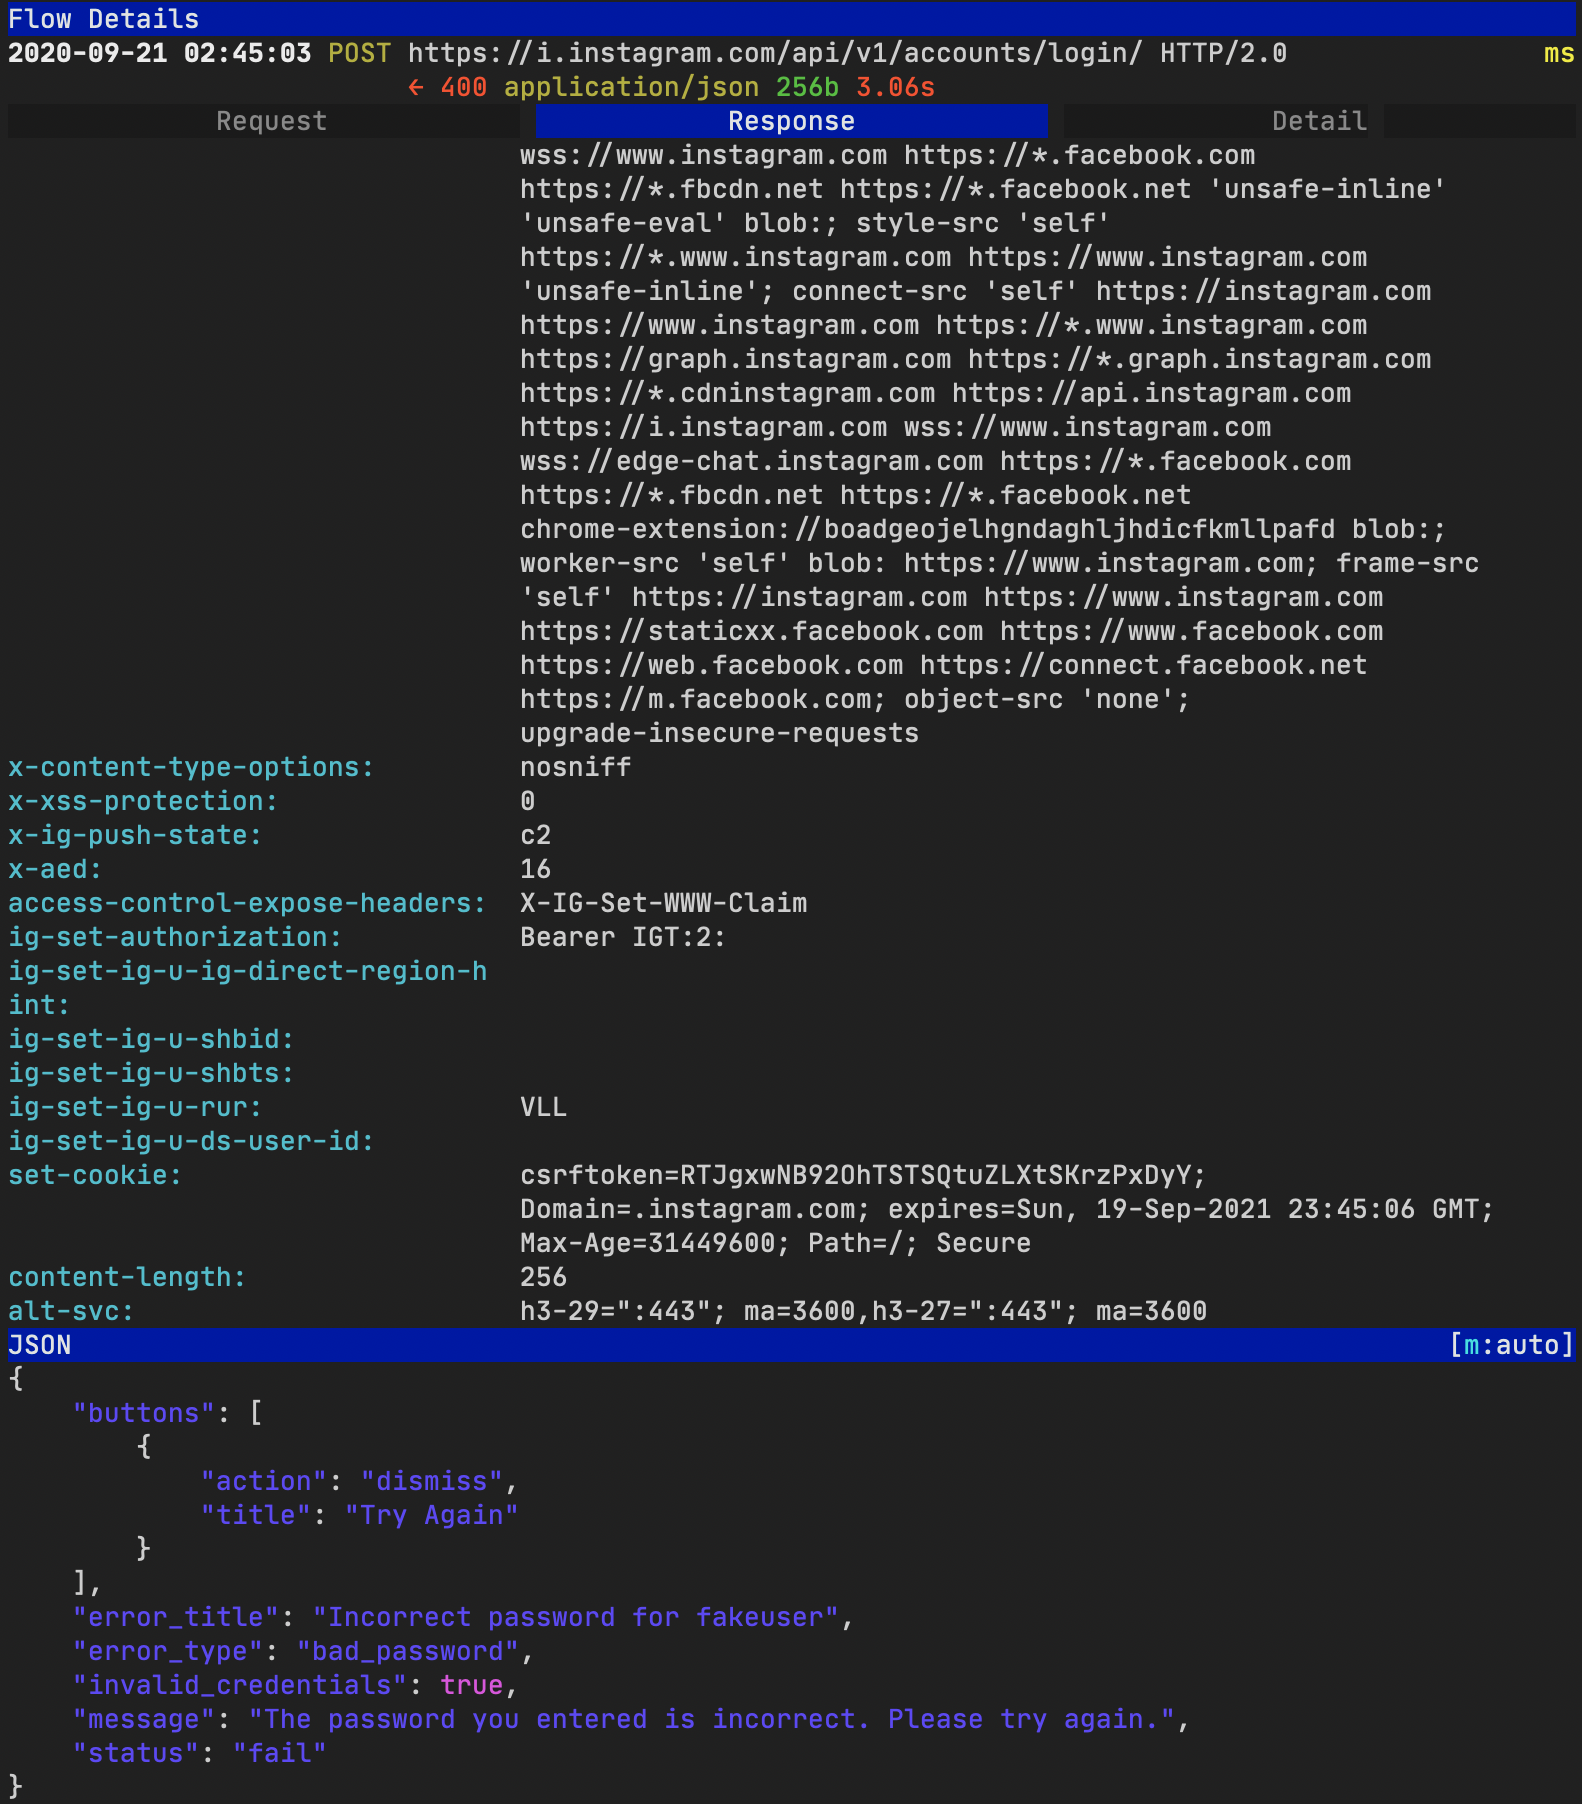 Flow Details
2020-09-21 02:45:03 POST https://i.instagram.com/api/v1/accounts/login/ HTTP/2.0 ms
← 400 application/json 256b 3.06s
Request Response Detail
wss://www.instagram.com https://*.facebook.com
https://*.fbcdn.net https://*.facebook.net 'unsafe-inline'
'unsafe-eval' blob:; style-src 'self'
https://*.www.instagram.com https://www.instagram.com
'unsafe-inline'; connect-src 'self' https://instagram.com
https://www.instagram.com https://*.www.instagram.com
https://graph.instagram.com https://*.graph.instagram.com
https://*.cdninstagram.com https://api.instagram.com
https://i.instagram.com wss://www.instagram.com
wss://edge-chat.instagram.com https://*.facebook.com
https://*.fbcdn.net https://*.facebook.net
chrome-extension://boadgeojelhgndaghljhdicfkmllpafd blob:;
worker-src 'self' blob: https://www.instagram.com; frame-src
'self' https://instagram.com https://www.instagram.com
https://staticxx.facebook.com https://www.facebook.com
https://web.facebook.com https://connect.facebook.net
https://m.facebook.com; object-src 'none';
upgrade-insecure-requests
x-content-type-options: nosniff
x-xss-protection: 0
x-ig-push-state: c2
x-aed: 16
access-control-expose-headers: X-IG-Set-WWW-Claim
ig-set-authorization: Bearer IGT:2:
ig-set-ig-u-ig-direct-region-h
int:
ig-set-ig-u-shbid:
ig-set-ig-u-shbts:
ig-set-ig-u-rur: VLL
ig-set-ig-u-ds-user-id:
set-cookie: csrftoken=RTJgxwNB92OhTSTSQtuZLXtSKrzPxDyY;
Domain=.instagram.com; expires=Sun, 19-Sep-2021 23:45:06 GMT;
Max-Age=31449600; Path=/; Secure
content-length: 256
alt-svc: h3-29=":443"; ma=3600,h3-27=":443"; ma=3600
JSON [m:auto]
{
    "buttons": [
        {
            "action": "dismiss",
            "title": "Try Again"
        }
    ],
    "error_title": "Incorrect password for fakeuser",
    "error_type": "bad_password",
    "invalid_credentials": true,
    "message": "The password you entered is incorrect. Please try again.",
    "status": "fail"
}